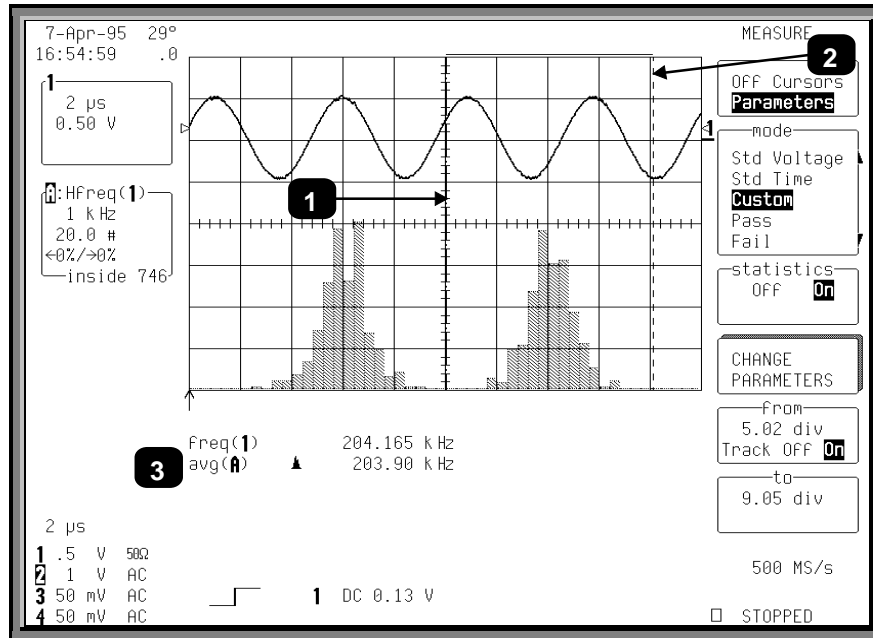 7-Apr-95 29°
16:54:59 .0
1
2 µs
0.50 V
A:Hfreq(1)
1 kHz
20.0 #
←0%/→0%
inside 746
1
2
3
1
freq(1) 204.165 kHz
avg(A) 203.90 kHz
2 µs
1 .5 V 50Ω
2 1 V AC
3 50 mV AC
4 50 mV AC
1 DC 0.13 V
MEASURE
Off Cursors
Parameters
mode
Std Voltage
Std Time
Custom
Pass
Fail
statistics
Off On
CHANGE
PARAMETERS
from
5.02 div
Track Off On
to
9.05 div
500 MS/s
□ STOPPED